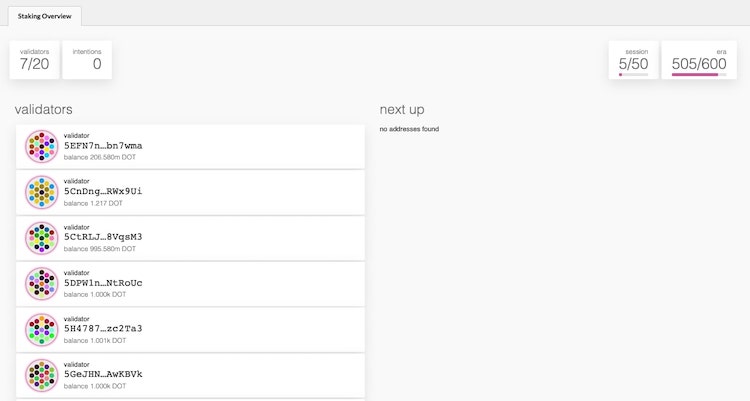 Staking Overview
validators
7/20
intentions
0
session
5/50
era
505/600
validators
next up
no addresses found
validator
5EFN7n…bn7wma
balance 206.580m DOT
validator
5CnDng…RWx9Ui
balance 1.217 DOT
validator
5CtRLJ…8VqsM3
balance 995.580m DOT
validator
5DPW1n…NtRoUc
balance 1.000k DOT
validator
5H4787…zc2Ta3
balance 1.001k DOT
validator
5GeJHN…AwKBVk
balance 1.000k DOT